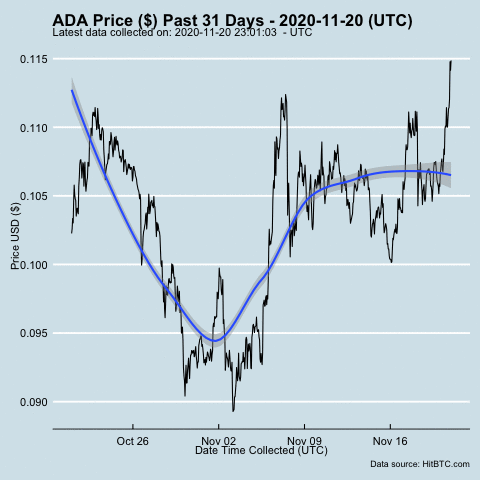 ADA Price ($) Past 31 Days - 2020-11-20 (UTC)
Latest data collected on: 2020-11-20 23:01:03  - UTC
0.115
0.110
0.105
0.100
0.095
0.090
Price USD ($)
Oct 26 Nov 02 Nov 09 Nov 16
Date Time Collected (UTC)
Data source: HitBTC.com